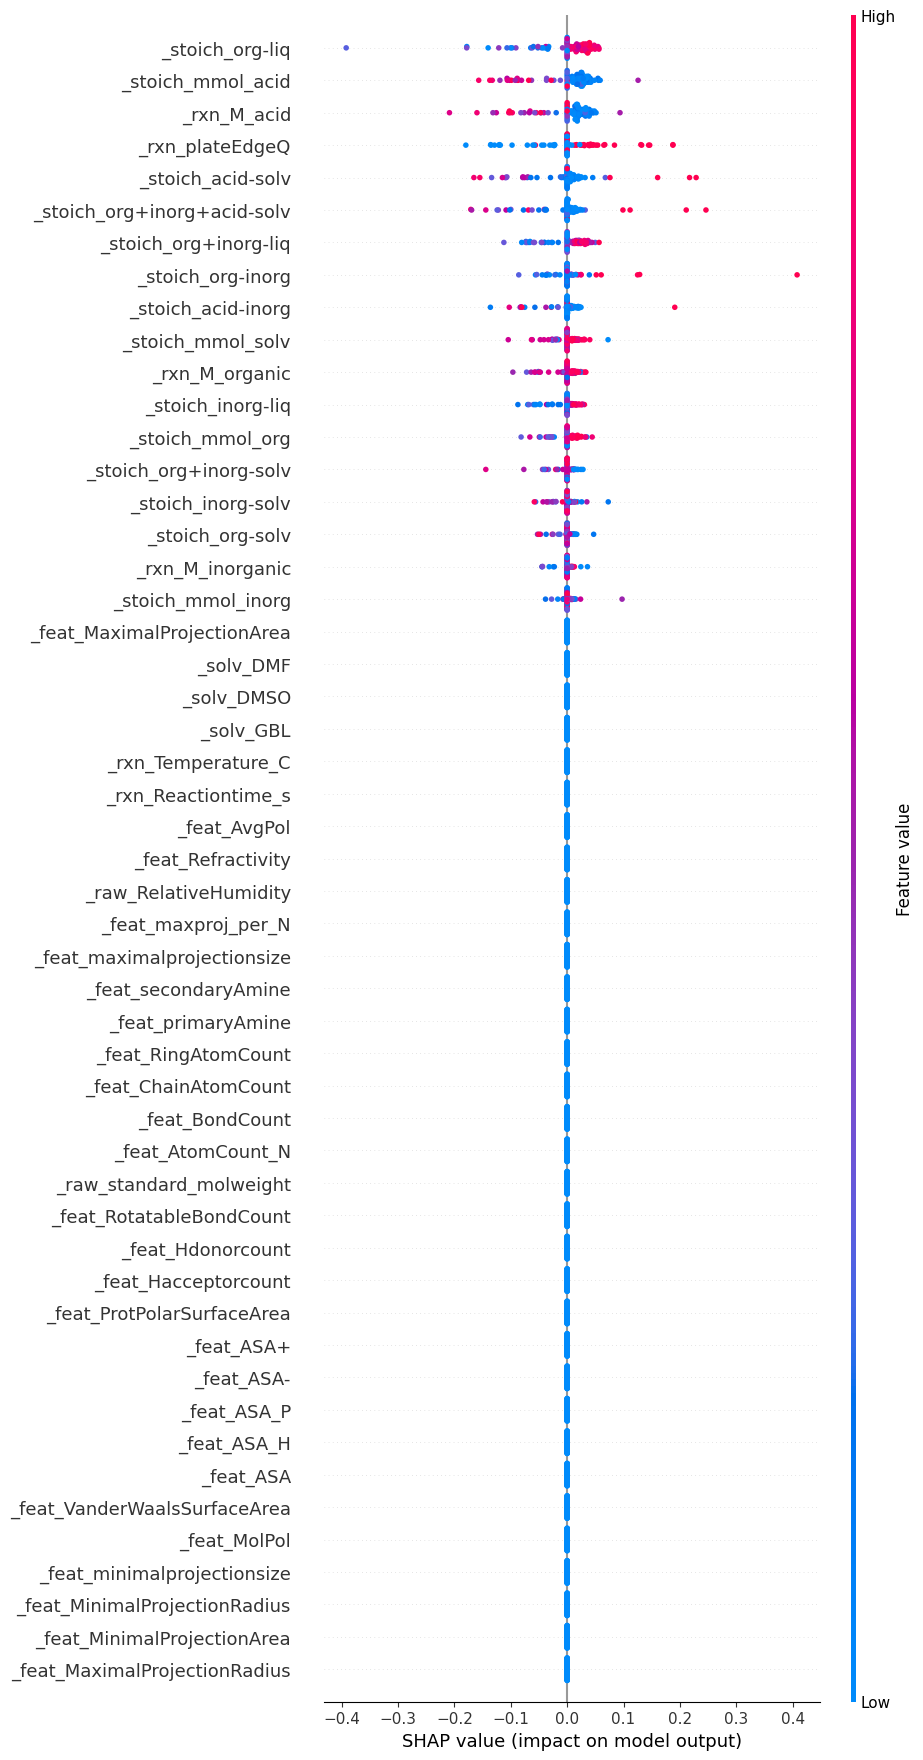 High
_stoich_org-liq
_stoich_mmol_acid
_rxn_M_acid
_rxn_plateEdgeQ
_stoich_acid-solv
_stoich_org+inorg+acid-solv
_stoich_org+inorg-liq
_stoich_org-inorg
_stoich_acid-inorg
_stoich_mmol_solv
_rxn_M_organic
_stoich_inorg-liq
_stoich_mmol_org
_stoich_org+inorg-solv
_stoich_inorg-solv
_stoich_org-solv
_rxn_M_inorganic
_stoich_mmol_inorg
_feat_MaximalProjectionArea
_solv_DMF
_solv_DMSO
_solv_GBL
_rxn_Temperature_C
_rxn_Reactiontime_s
_feat_AvgPol
_feat_Refractivity
_raw_RelativeHumidity
_feat_maxproj_per_N
_feat_maximalprojectionsize
_feat_secondaryAmine
_feat_primaryAmine
_feat_RingAtomCount
_feat_ChainAtomCount
_feat_BondCount
_feat_AtomCount_N
_raw_standard_molweight
_feat_RotatableBondCount
_feat_Hdonorcount
_feat_Hacceptorcount
_feat_ProtPolarSurfaceArea
_feat_ASA+
_feat_ASA-
_feat_ASA_P
_feat_ASA_H
_feat_ASA
_feat_VanderWaalsSurfaceArea
_feat_MolPol
_feat_minimalprojectionsize
_feat_MinimalProjectionRadius
_feat_MinimalProjectionArea
_feat_MaximalProjectionRadius
Feature value
Low
−0.4 −0.3 −0.2 −0.1 0.0 0.1 0.2 0.3 0.4
SHAP value (impact on model output)